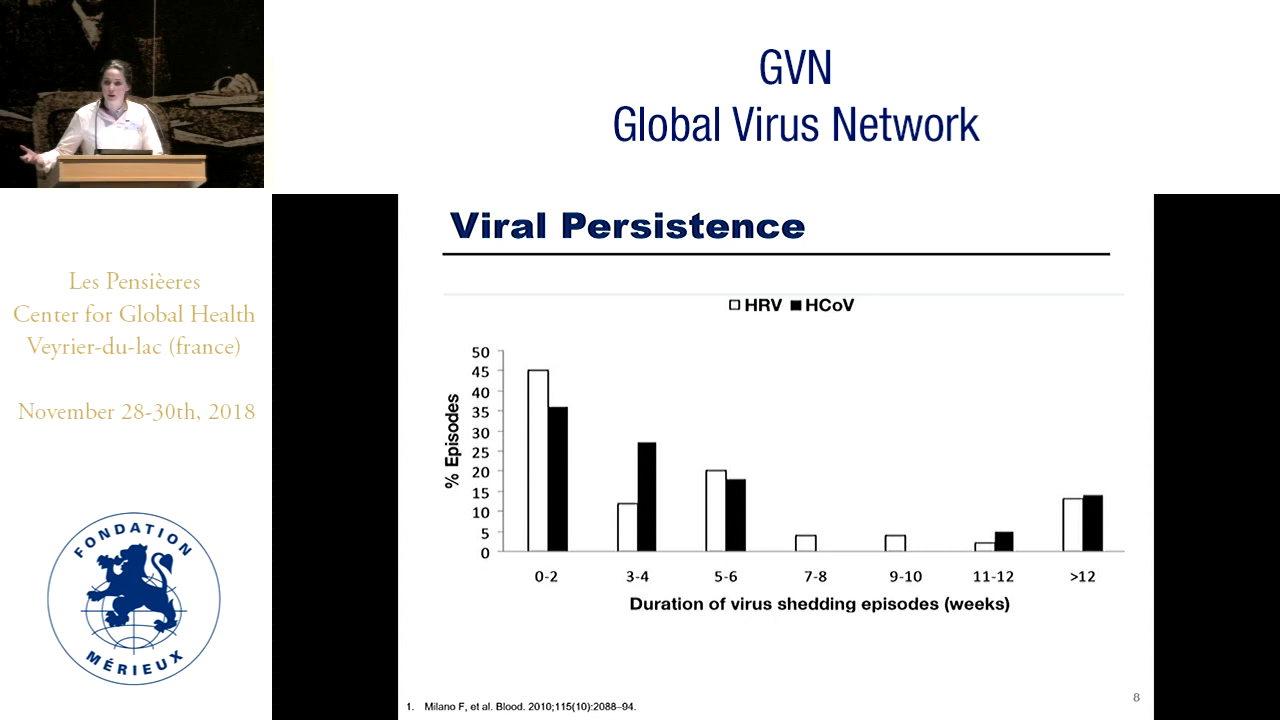 GVN
Global Virus Network
Les Pensièeres
Center for Global Health
Veyrier-du-lac (france)
November 28-30th, 2018
FONDATION
MÉRIEUX
Viral Persistence
HRV HCoV
% Episodes
50
45
40
35
30
25
20
15
10
5
0
0-2 3-4 5-6 7-8 9-10 11-12 >12
Duration of virus shedding episodes (weeks)
8
1. Milano F, et al. Blood. 2010;115(10):2088–94.